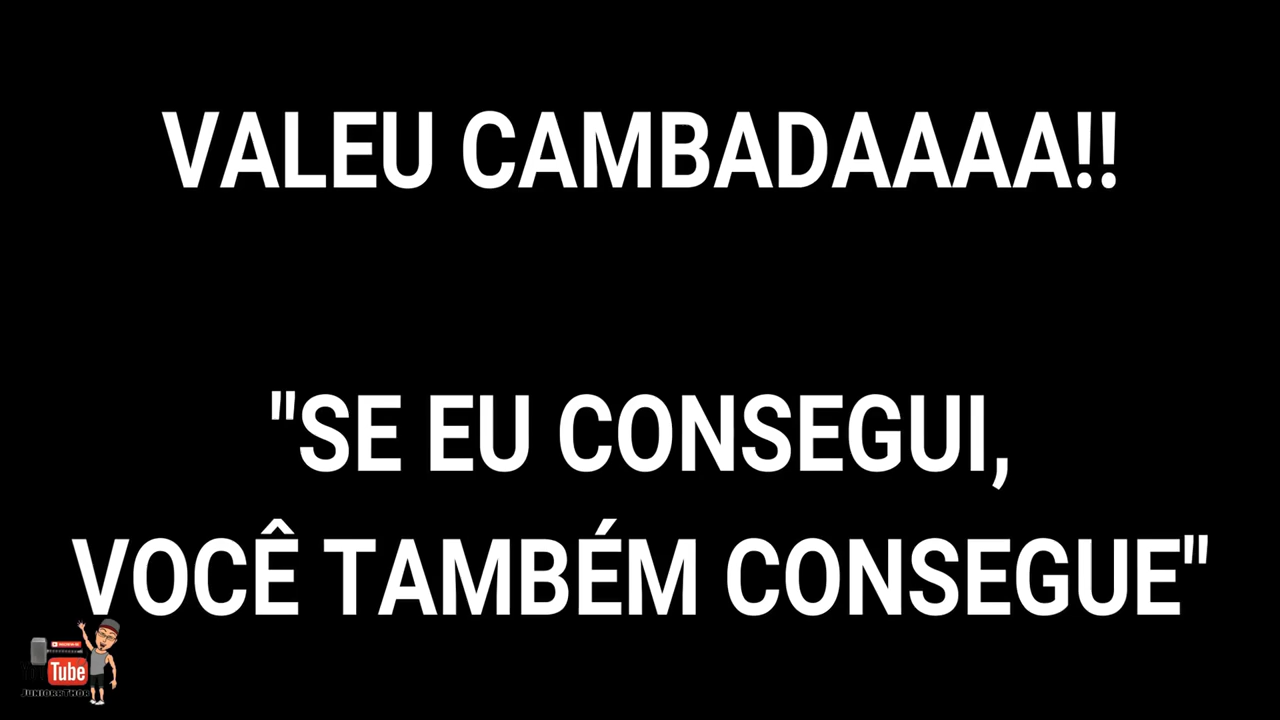 VALEU CAMBADAAAA!!
"SE EU CONSEGUI,
VOCÊ TAMBÉM CONSEGUE"
Tube